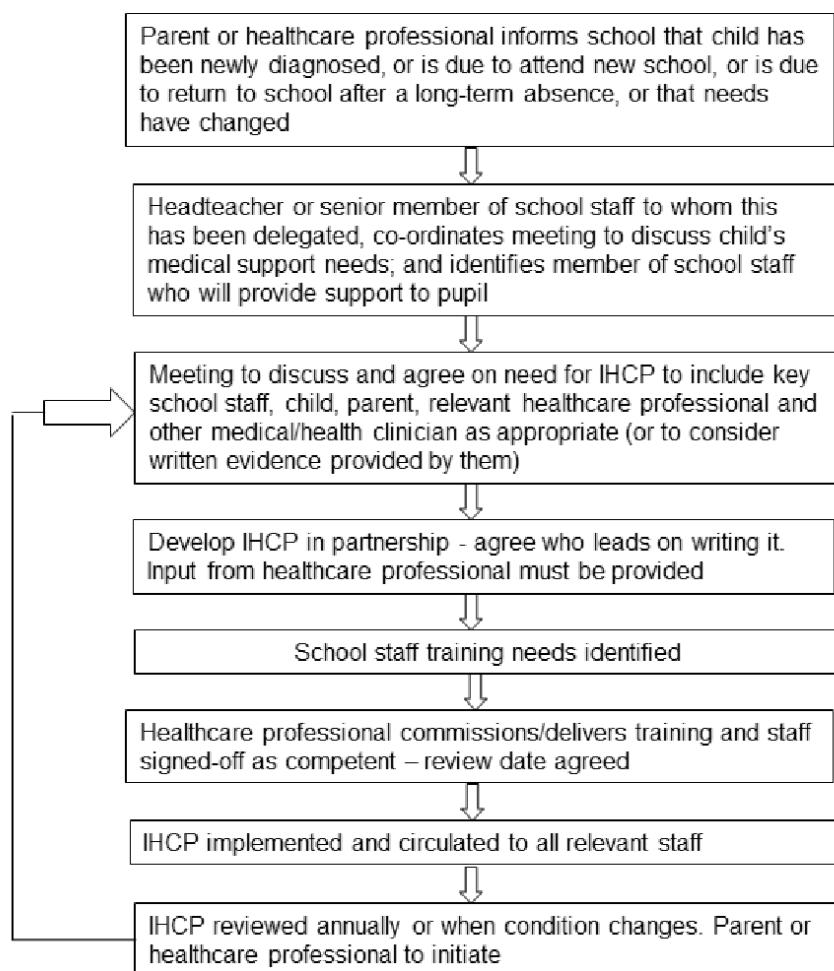 Parent or healthcare professional informs school that child has
been newly diagnosed, or is due to attend new school, or is due
to return to school after a long-term absence, or that needs
have changed
Headteacher or senior member of school staff to whom this
has been delegated, co-ordinates meeting to discuss child's
medical support needs; and identifies member of school staff
who will provide support to pupil
Meeting to discuss and agree on need for IHCP to include key
school staff, child, parent, relevant healthcare professional and
other medical/health clinician as appropriate (or to consider
written evidence provided by them)
Develop IHCP in partnership - agree who leads on writing it.
Input from healthcare professional must be provided
School staff training needs identified
Healthcare professional commissions/delivers training and staff
signed-off as competent – review date agreed
IHCP implemented and circulated to all relevant staff
IHCP reviewed annually or when condition changes. Parent or
healthcare professional to initiate